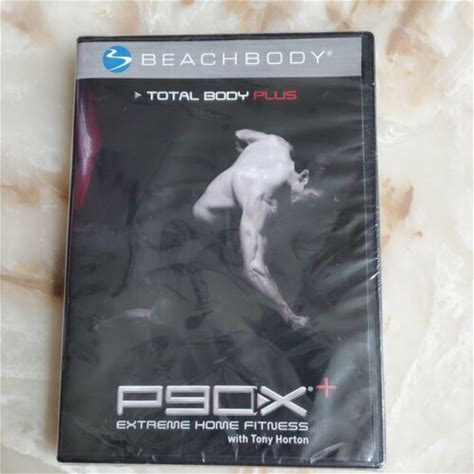 BEACHBODY®
TOTAL BODY PLUS
P90X®+
EXTREME HOME FITNESS
with Tony Horton